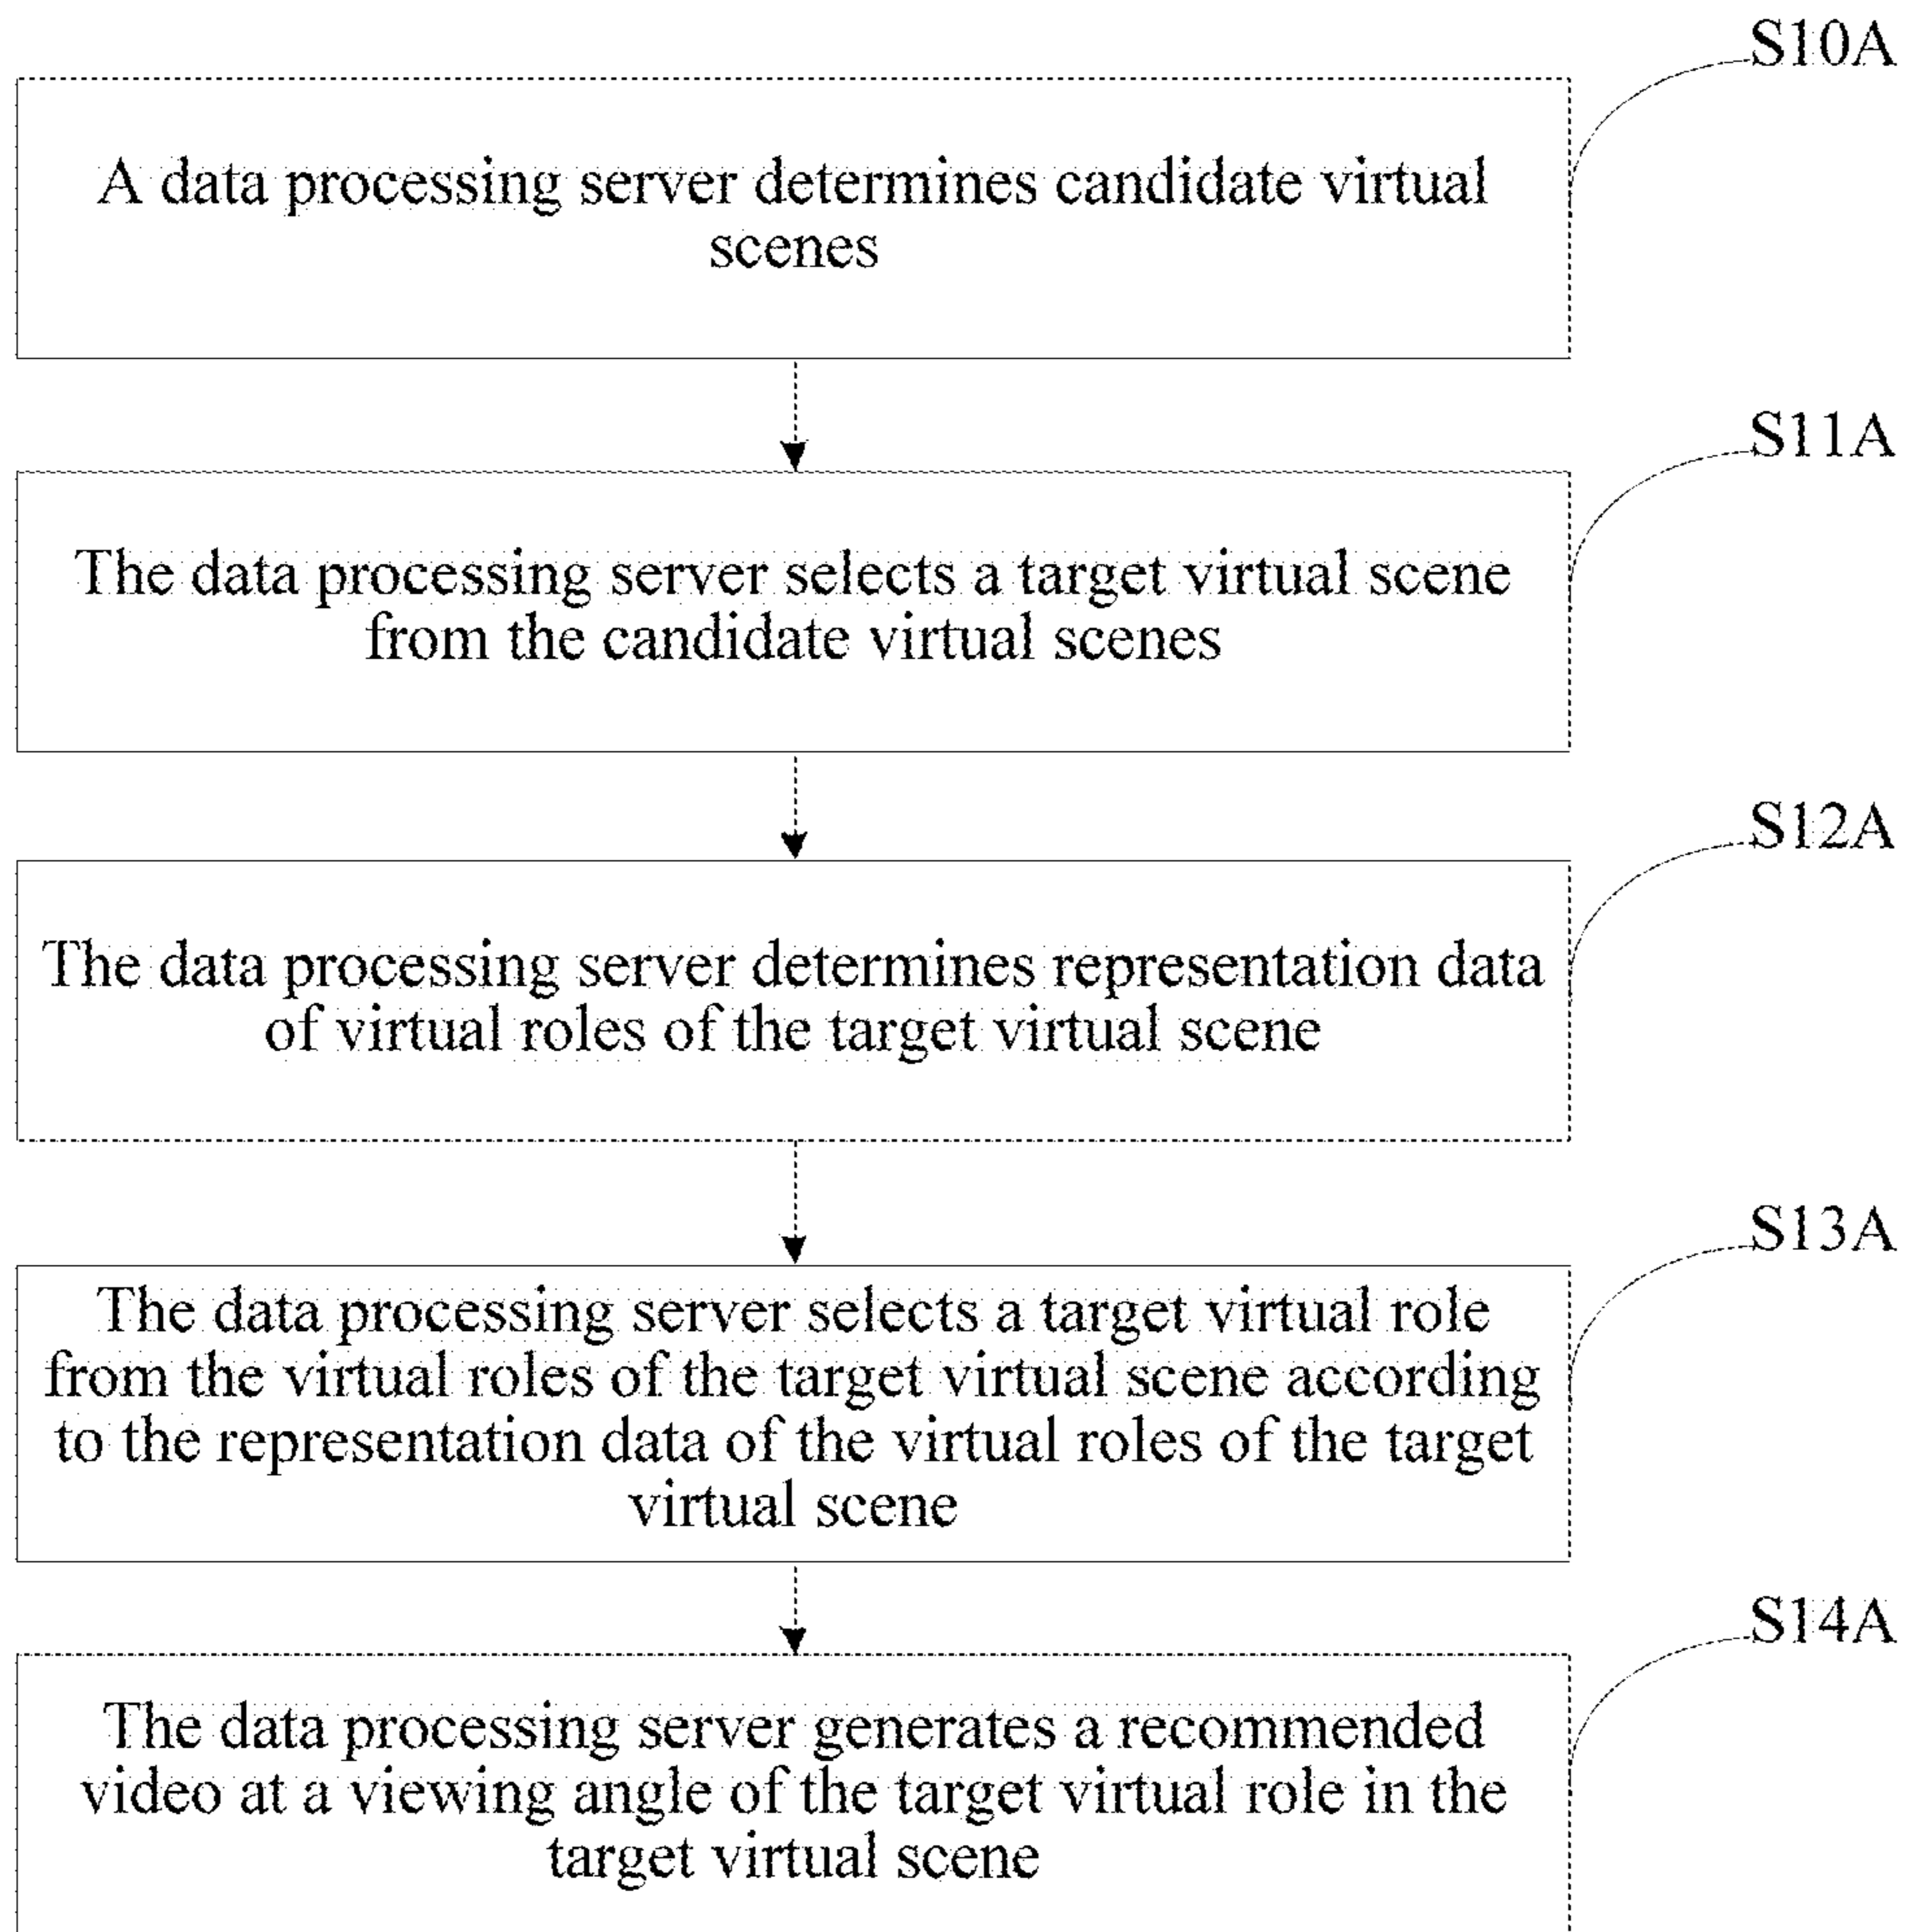 S10A
A data processing server determines candidate virtual
scenes
S11A
The data processing server selects a target virtual scene
from the candidate virtual scenes
S12A
The data processing server determines representation data
of virtual roles of the target virtual scene
S13A
The data processing server selects a target virtual role
from the virtual roles of the target virtual scene according
to the representation data of the virtual roles of the target
virtual scene
S14A
The data processing server generates a recommended
video at a viewing angle of the target virtual role in the
target virtual scene